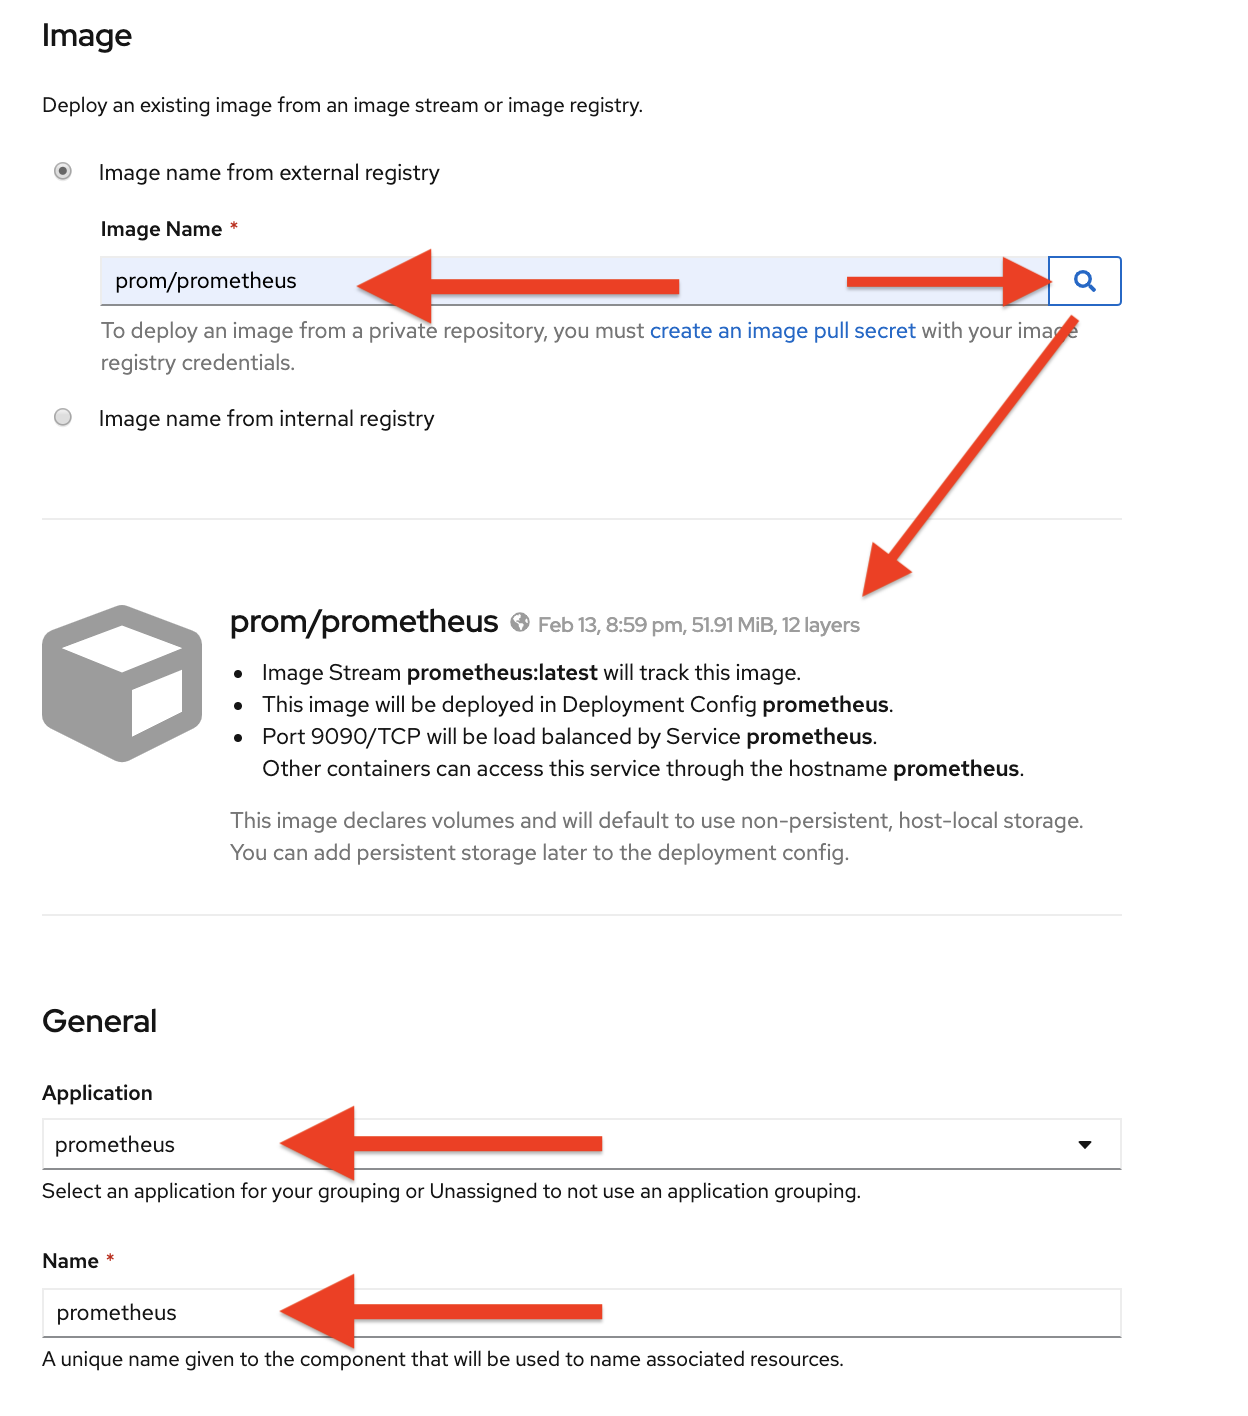 Image
Deploy an existing image from an image stream or image registry.
Image name from external registry
Image Name *
prom/prometheus
To deploy an image from a private repository, you must create an image pull secret with your image
registry credentials.
Image name from internal registry
prom/prometheus Feb 13, 8:59 pm, 51.91 MiB, 12 layers
• Image Stream prometheus:latest will track this image.
• This image will be deployed in Deployment Config prometheus.
• Port 9090/TCP will be load balanced by Service prometheus.
Other containers can access this service through the hostname prometheus.
This image declares volumes and will default to use non-persistent, host-local storage.
You can add persistent storage later to the deployment config.
General
Application
prometheus
Select an application for your grouping or Unassigned to not use an application grouping.
Name *
prometheus
A unique name given to the component that will be used to name associated resources.